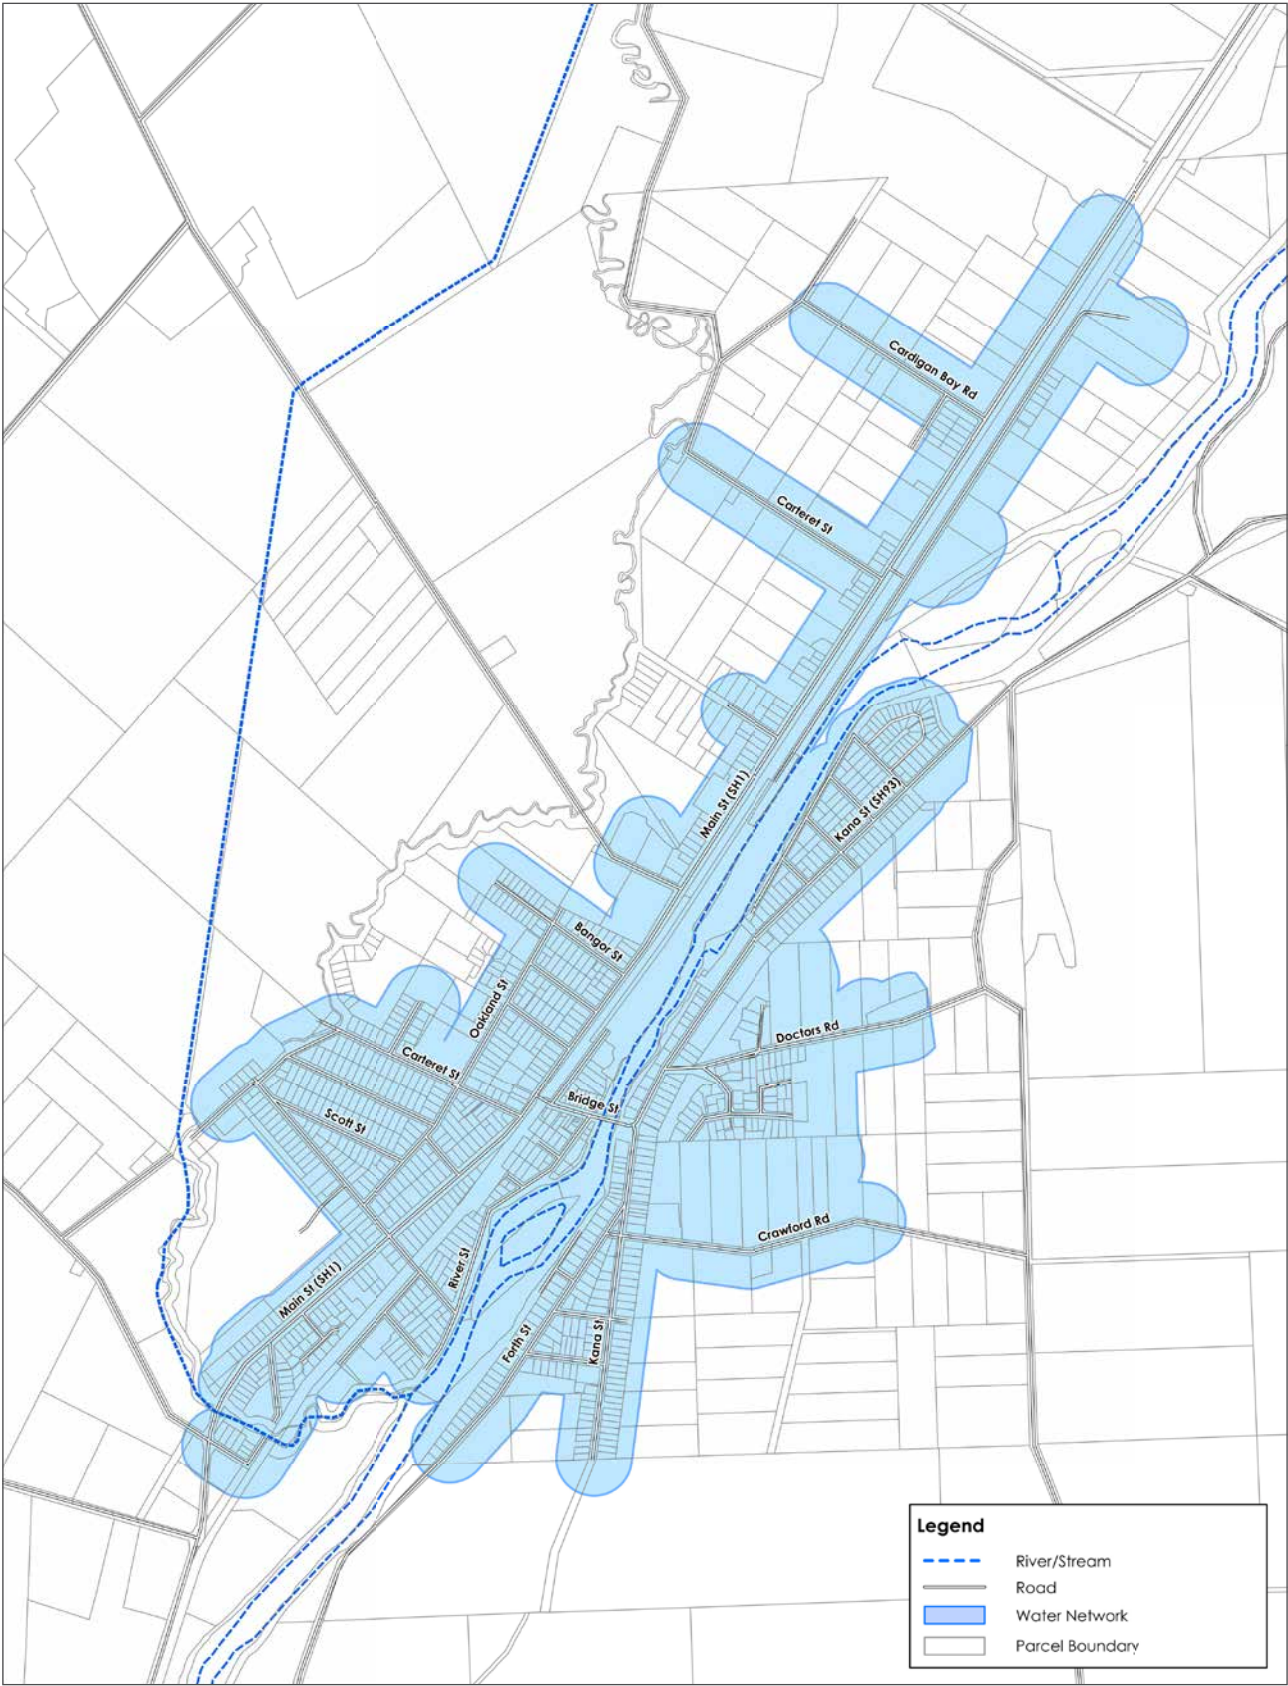 Cardigan Bay Rd
Carteret St
Main St (SH1)
Kana St (SH93)
Bangor St
Oakland St
Doctors Rd
Carteret St
Bridge St
Scott St
Crawford Rd
River St
Main St (SH1)
Forth St
Kana St
Legend
River/Stream
Road
Water Network
Parcel Boundary